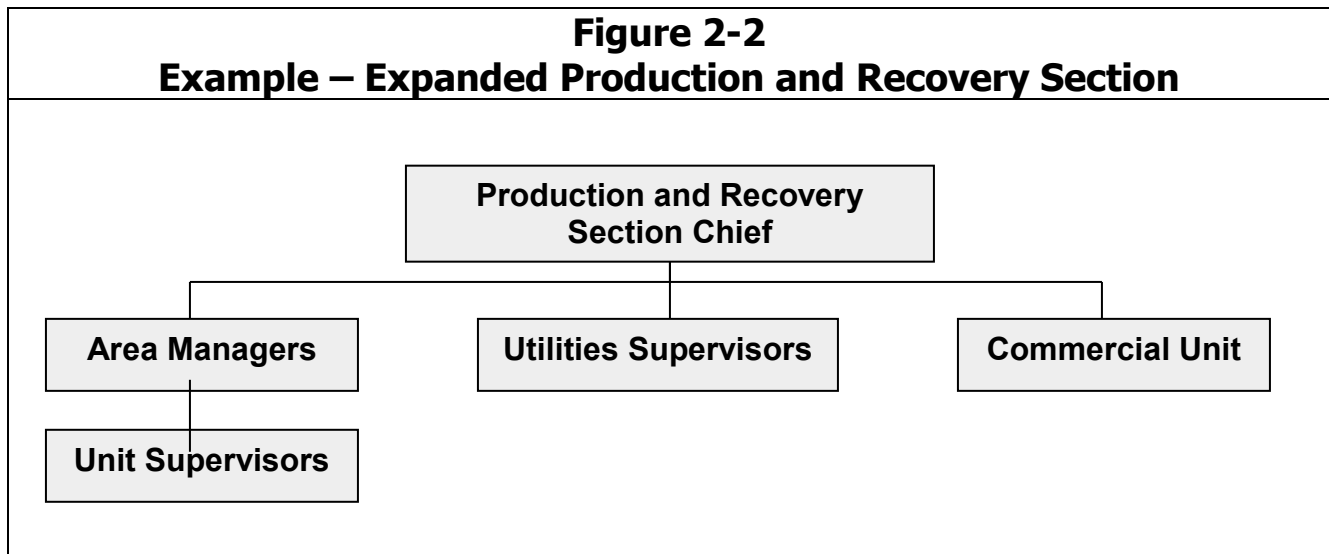 Figure 2-2
Example – Expanded Production and Recovery Section
Production and Recovery
Section Chief
Area Managers
Utilities Supervisors
Commercial Unit
Unit Supervisors